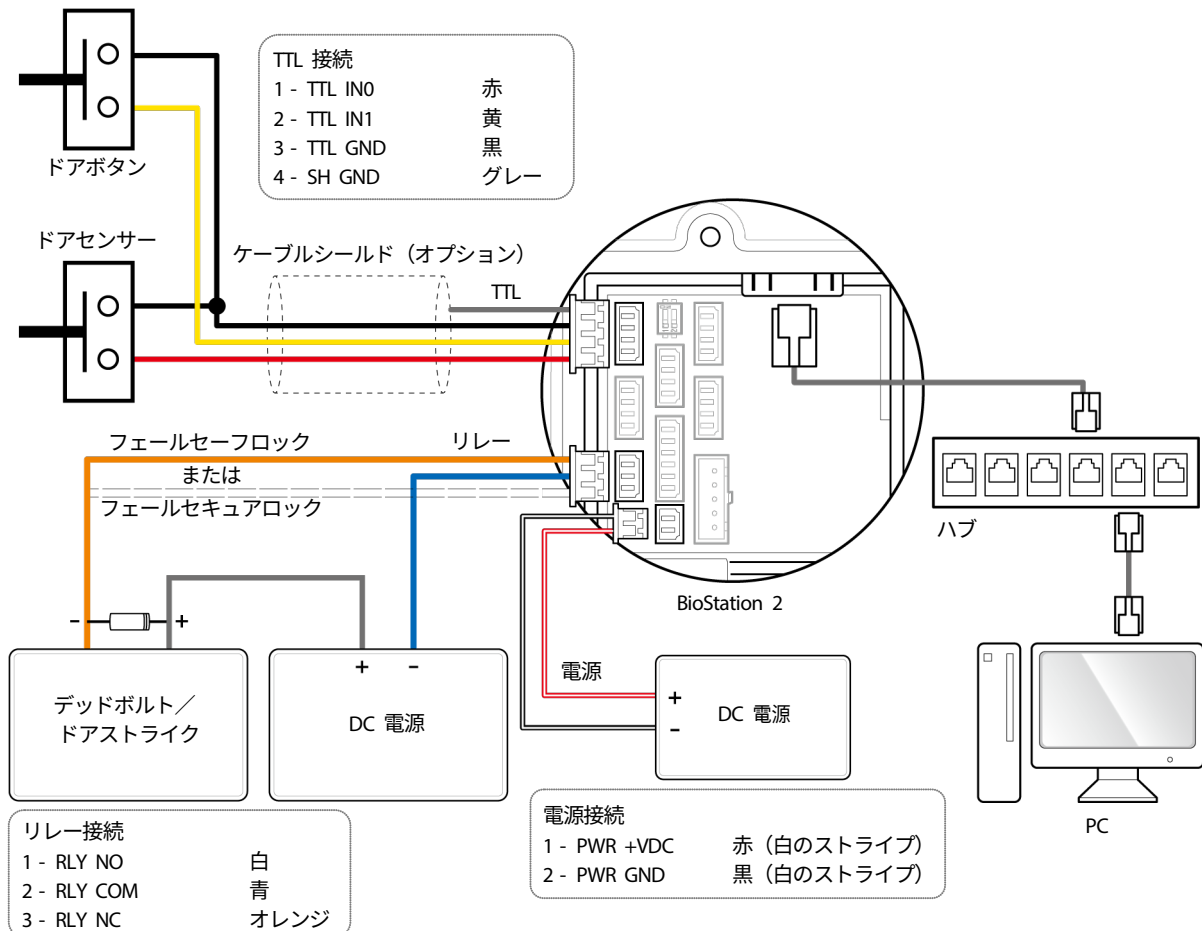 TTL 接続
1 - TTL IN0 赤
2 - TTL IN1 黄
3 - TTL GND 黒
4 - SH GND グレー
ドアボタン
ドアセンサー
ケーブルシールド（オプション）
TTL
フェールセーフロック
リレー
または
フェールセキュアロック
ハブ
BioStation 2
- +
+ -
デッドボルト／
ドアストライク
DC 電源
電源
+
-
DC 電源
PC
リレー接続
1 - RLY NO 白
2 - RLY COM 青
3 - RLY NC オレンジ
電源接続
1 - PWR +VDC 赤（白のストライプ）
2 - PWR GND 黒（白のストライプ）